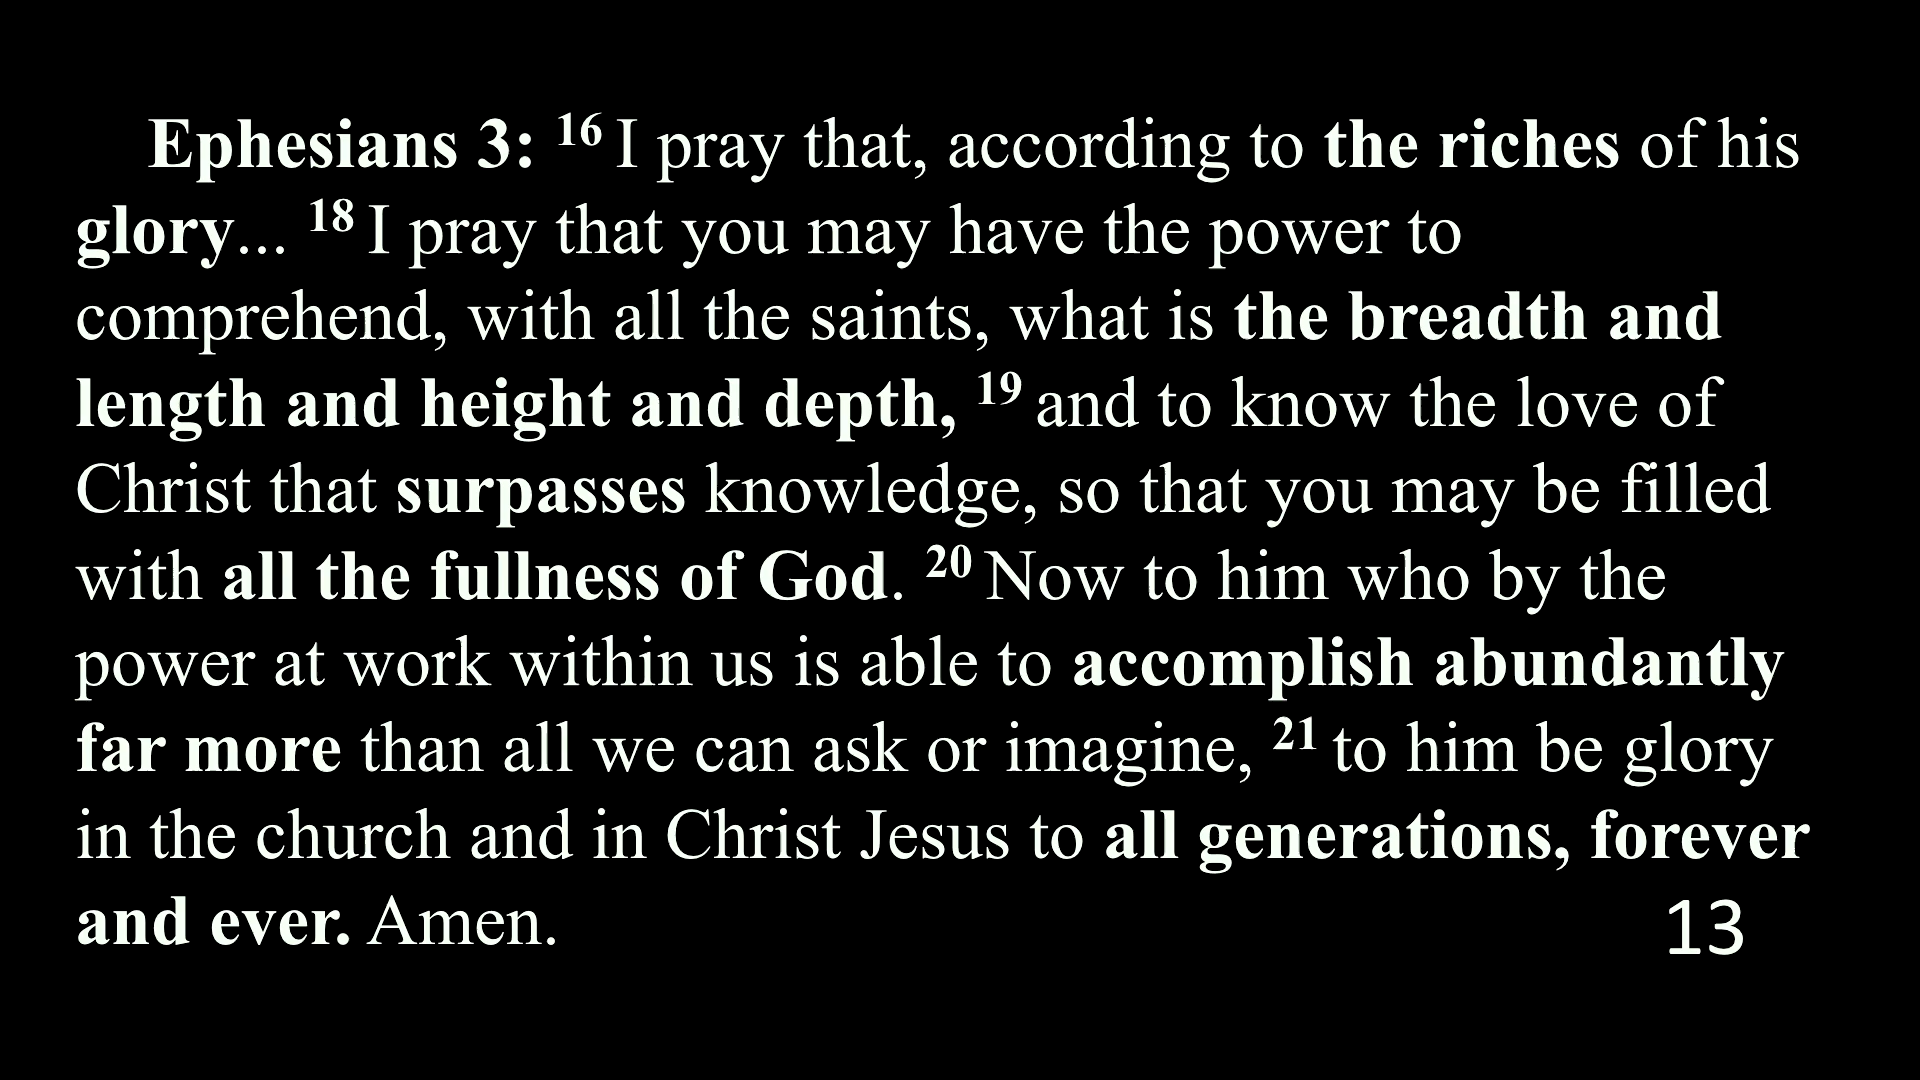 Ephesians 3: 16 I pray that, according to the riches of his
glory... 18 I pray that you may have the power to
comprehend, with all the saints, what is the breadth and
length and height and depth, 19 and to know the love of
Christ that surpasses knowledge, so that you may be filled
with all the fullness of God. 20 Now to him who by the
power at work within us is able to accomplish abundantly
far more than all we can ask or imagine, 21 to him be glory
in the church and in Christ Jesus to all generations, forever
and ever. Amen.
13